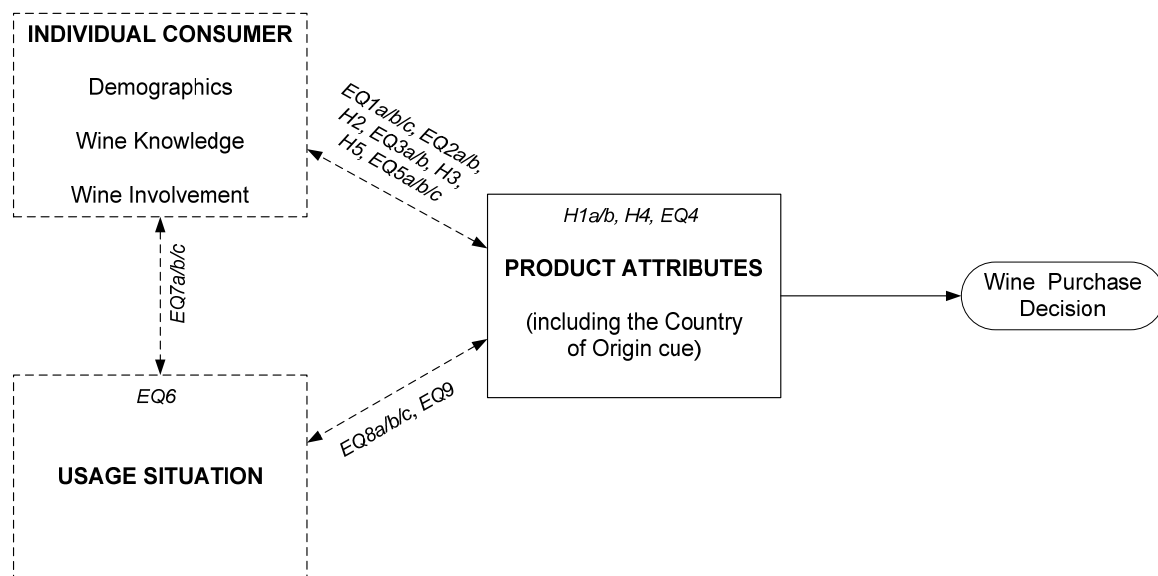 INDIVIDUAL CONSUMER
Demographics
Wine Knowledge
Wine Involvement
EQ1a/b/c, EQ2a/b,
H2, EQ3a/b, H3,
H5, EQ5a/b/c
EQ7a/b/c
H1a/b, H4, EQ4
PRODUCT ATTRIBUTES
(including the Country
of Origin cue)
Wine Purchase
Decision
EQ6
USAGE SITUATION
EQ8a/b/c, EQ9